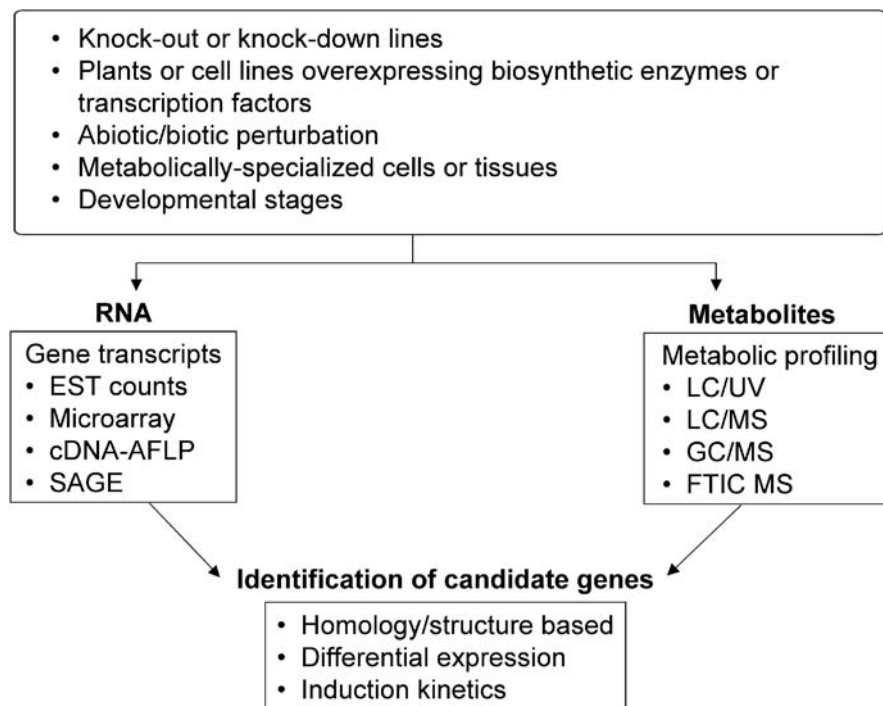 • Knock-out or knock-down lines
• Plants or cell lines overexpressing biosynthetic enzymes or
transcription factors
• Abiotic/biotic perturbation
• Metabolically-specialized cells or tissues
• Developmental stages
RNA
Gene transcripts
• EST counts
• Microarray
• cDNA-AFLP
• SAGE
Metabolites
Metabolic profiling
• LC/UV
• LC/MS
• GC/MS
• FTIC MS
Identification of candidate genes
• Homology/structure based
• Differential expression
• Induction kinetics